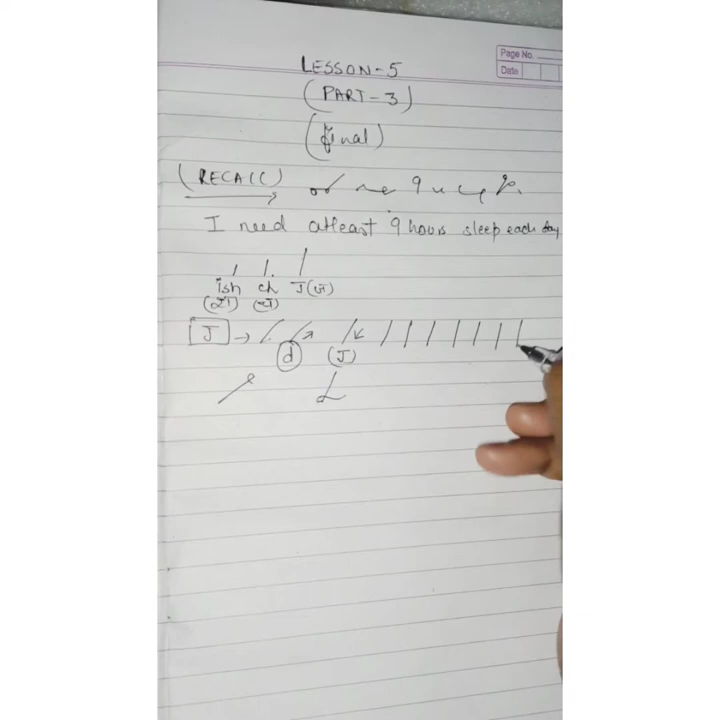 Page No.
Date
LESSON-5
(PART-3)
(final)
(RECALL)
I need atleast 9 hours sleep each day
ish ch J(ज)
(श) (च)
J →
d (J)